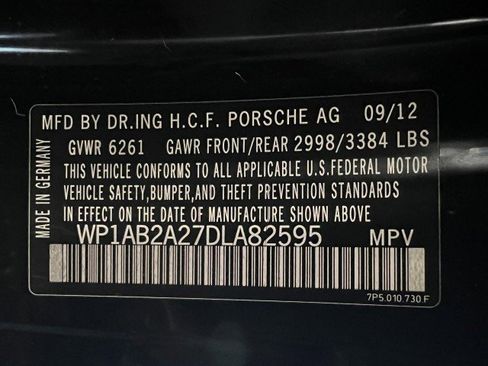 MFD BY DR.ING H.C.F. PORSCHE AG 09/12
GVWR 6261 GAWR FRONT/REAR 2998/3384 LBS
THIS VEHICLE CONFORMS TO ALL APPLICABLE U.S.FEDERAL MOTOR
VEHICLE SAFETY,BUMPER,AND THEFT PREVENTION STANDARDS
IN EFFECT ON THE DATE OF MANUFACTURE SHOWN ABOVE
WP1AB2A27DLA82595 MPV
7P5.010.730.F
MADE IN GERMANY